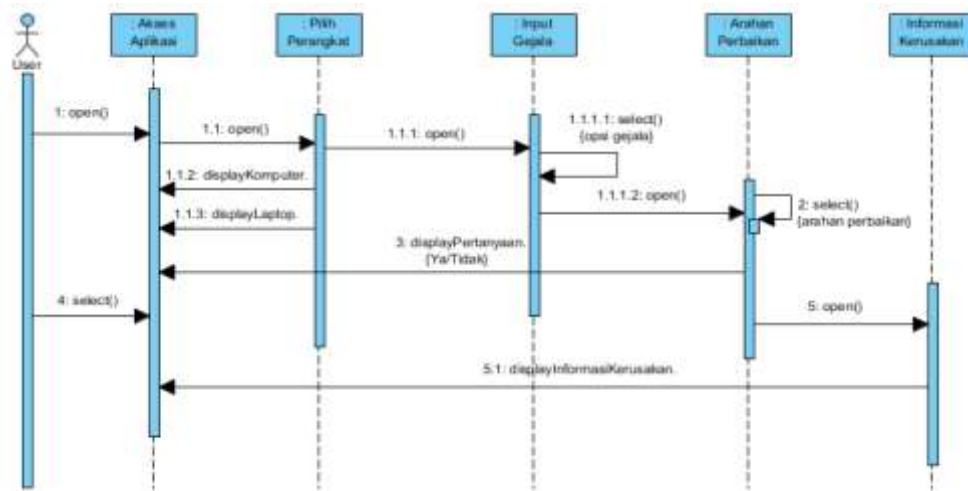 : Akses
Aplikasi
: Pilih
Perangkat
: Input
Gejala
: Arahan
Perbaikan
: Informasi
Kerusakan
User
1: open()
1.1: open()
1.1.1: open()
1.1.1.1: select()
{opsi gejala}
1.1.2: displayKomputer.
1.1.1.2: open()
2: select()
{arahan perbaikan}
1.1.3: displayLaptop.
3: displayPertanyaan.
{Ya/Tidak}
4: select()
5: open()
5.1: displayInformasiKerusakan.